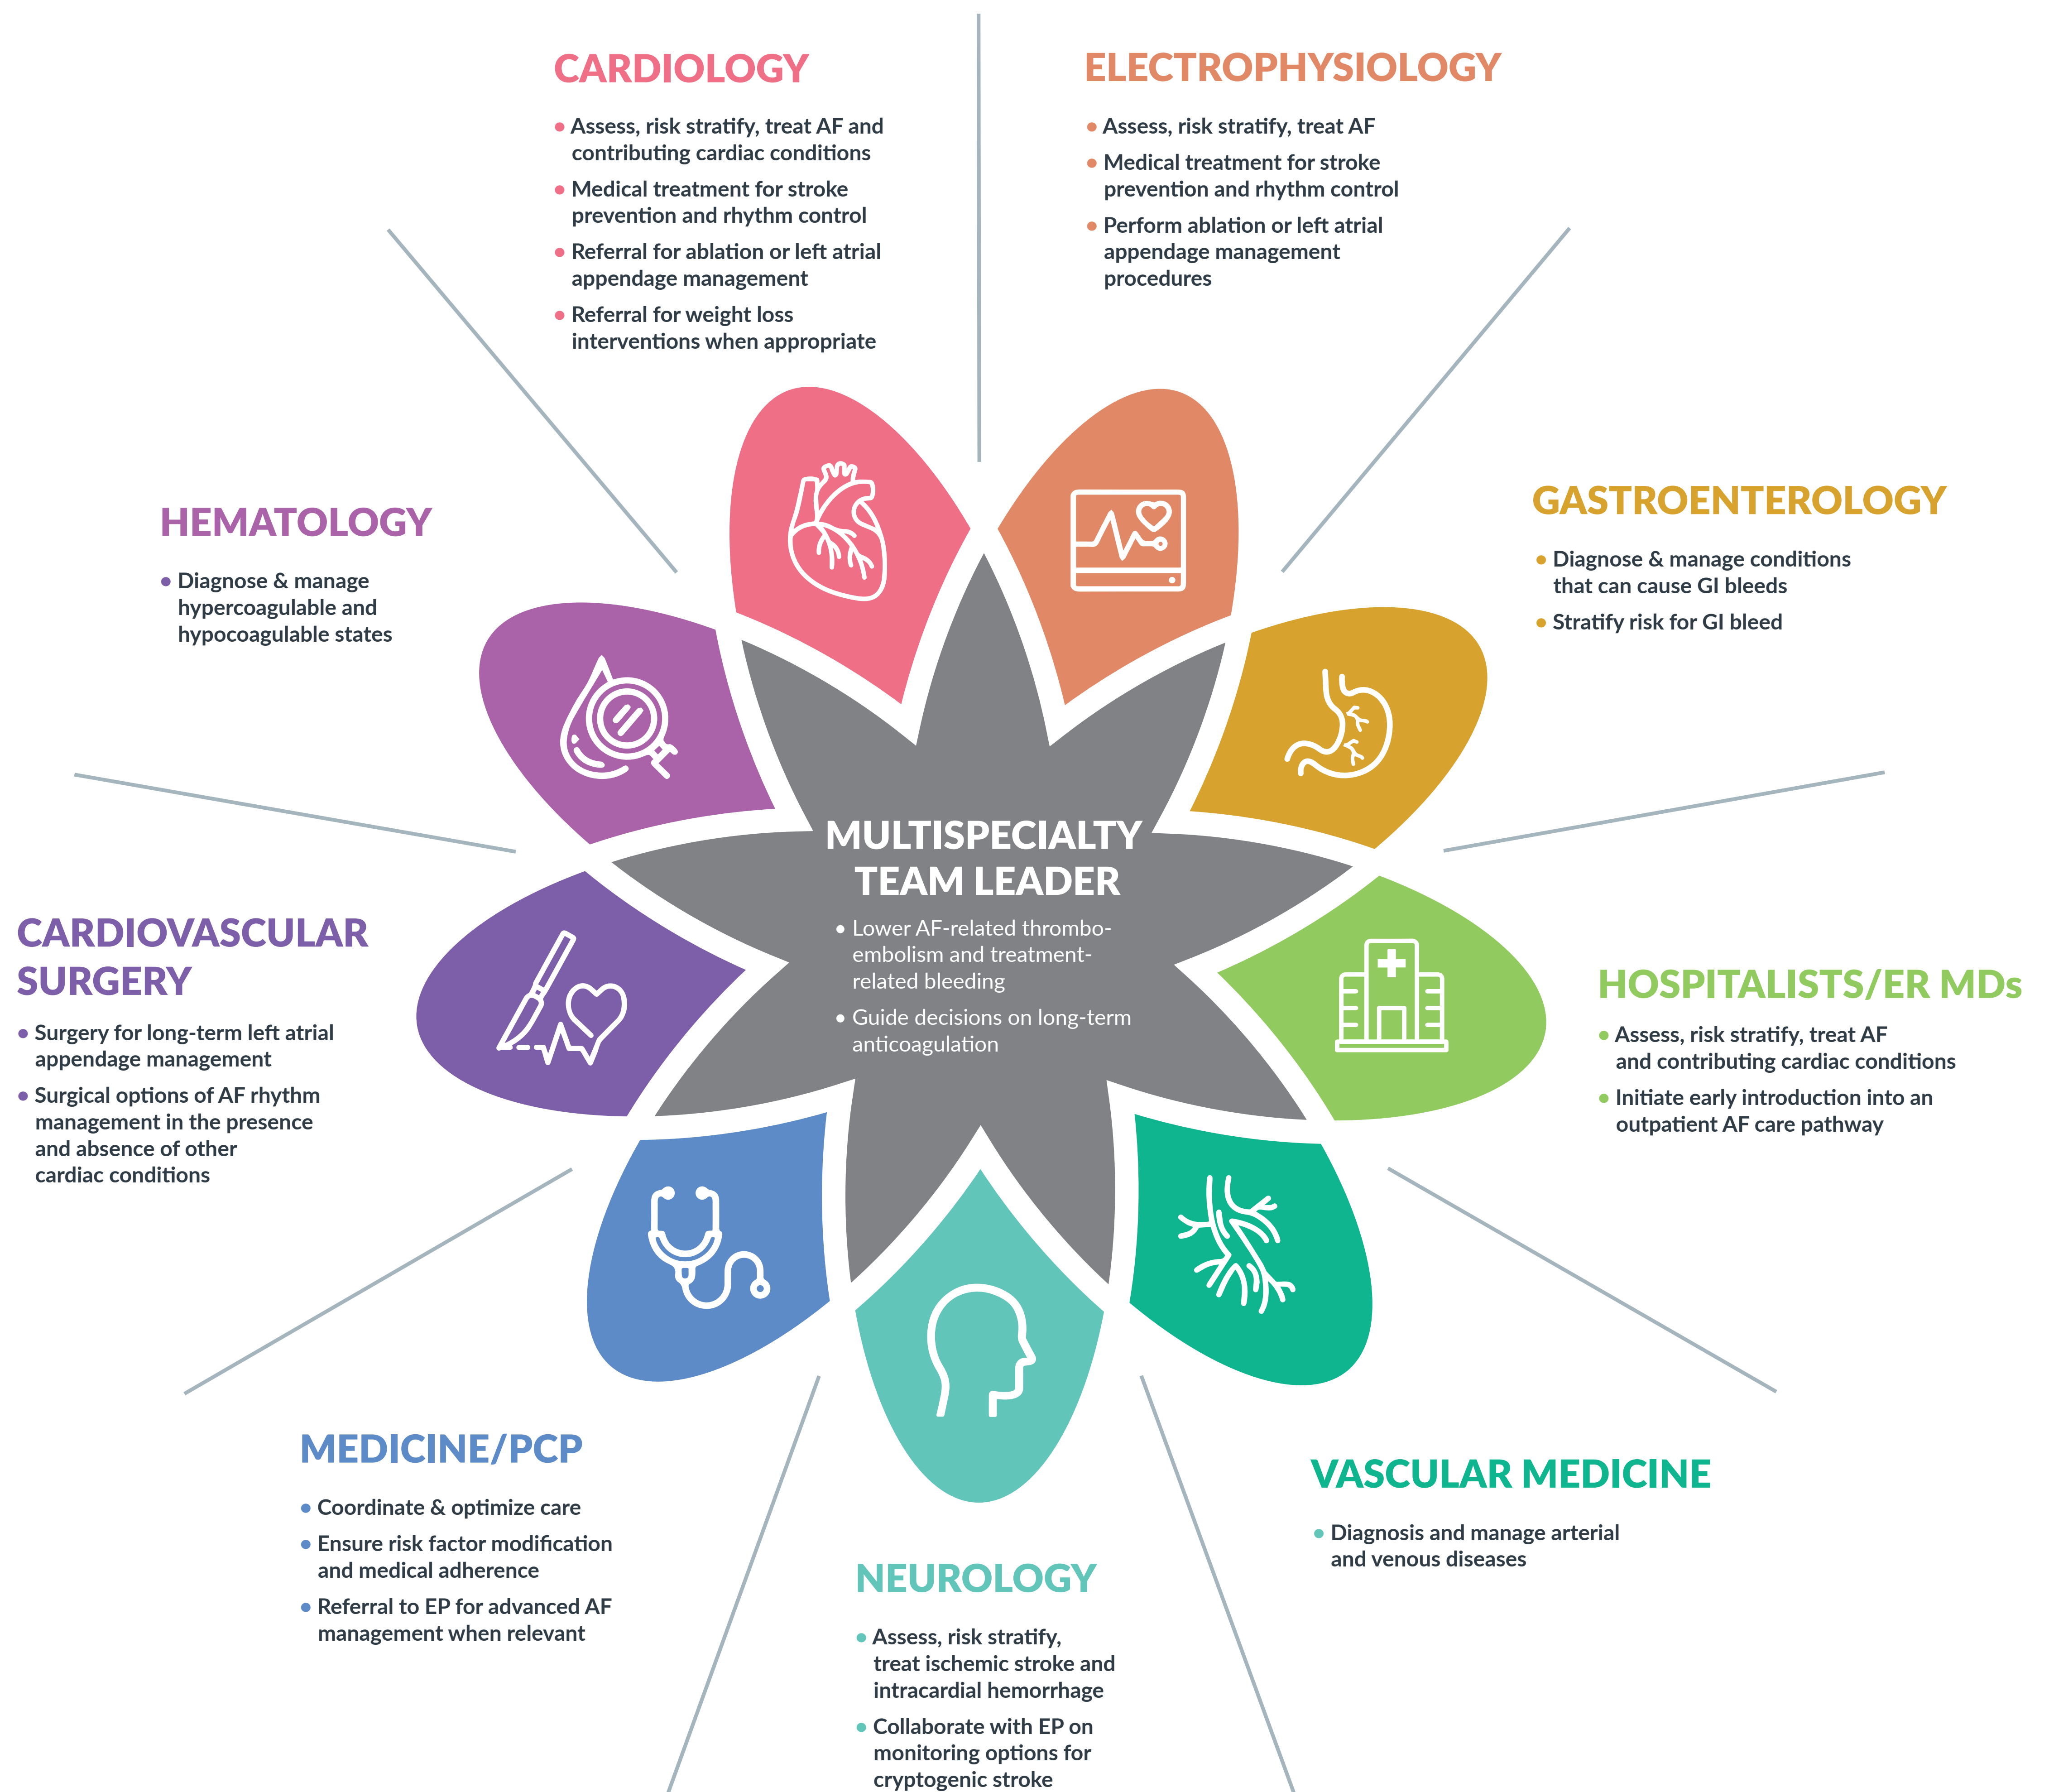 CARDIOLOGY
• Assess, risk stratify, treat AF and
contributing cardiac conditions
• Medical treatment for stroke
prevention and rhythm control
• Referral for ablation or left atrial
appendage management
• Referral for weight loss
interventions when appropriate
ELECTROPHYSIOLOGY
• Assess, risk stratify, treat AF
• Medical treatment for stroke
prevention and rhythm control
• Perform ablation or left atrial
appendage management
procedures
HEMATOLOGY
• Diagnose & manage
hypercoagulable and
hypocoagulable states
GASTROENTEROLOGY
• Diagnose & manage conditions
that can cause GI bleeds
• Stratify risk for GI bleed
MULTISPECIALTY
TEAM LEADER
• Lower AF-related thrombo-
embolism and treatment-
related bleeding
• Guide decisions on long-term
anticoagulation
CARDIOVASCULAR
SURGERY
• Surgery for long-term left atrial
appendage management
• Surgical options of AF rhythm
management in the presence
and absence of other
cardiac conditions
HOSPITALISTS/ER MDs
• Assess, risk stratify, treat AF
and contributing cardiac conditions
• Initiate early introduction into an
outpatient AF care pathway
MEDICINE/PCP
• Coordinate & optimize care
• Ensure risk factor modification
and medical adherence
• Referral to EP for advanced AF
management when relevant
NEUROLOGY
• Assess, risk stratify,
treat ischemic stroke and
intracardial hemorrhage
• Collaborate with EP on
monitoring options for
cryptogenic stroke
VASCULAR MEDICINE
• Diagnosis and manage arterial
and venous diseases